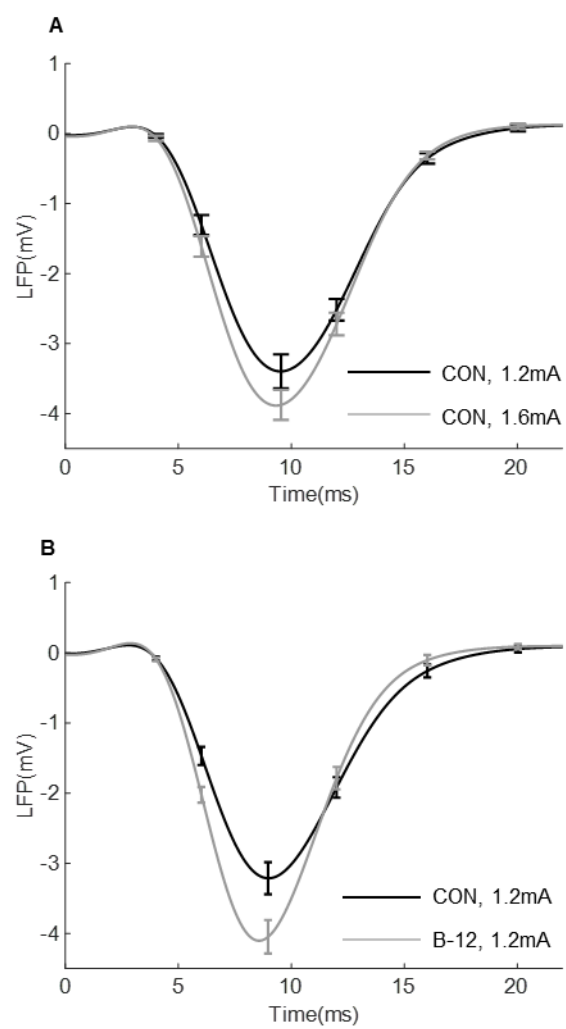 A
1
0
-1
-2
-3
-4
LFP(mV)
CON, 1.2mA
CON, 1.6mA
0 5 10 15 20
Time(ms)
B
1
0
-1
-2
-3
-4
LFP(mV)
CON, 1.2mA
B-12, 1.2mA
0 5 10 15 20
Time(ms)